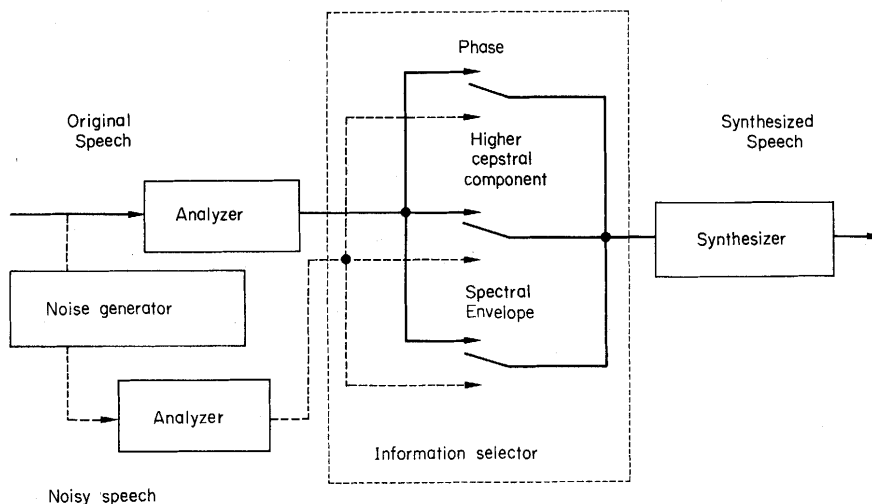 Phase
Original
Speech
Higher
cepstral
component
Synthesized
Speech
Analyzer
Synthesizer
Noise generator
Spectral
Envelope
Analyzer
Information selector
Noisy speech